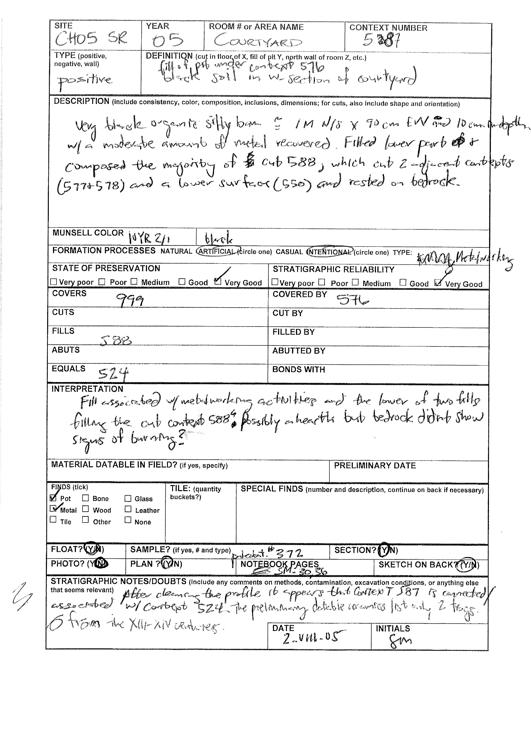 SITE YEAR ROOM # or AREA NAME CONTEXT NUMBER
CH05 SR 05 COURTYARD 587
TYPE (positive, negative, wall) DEFINITION (cut in floor of X, fill of pit Y, north wall of room Z, etc.)
positive fill of pit under context 576
black soil in W-section of courtyard
DESCRIPTION (include consistency, color, composition, inclusions, dimensions; for cuts, also include shape and orientation)
Very black organic silty loam ≅ 1M N/S X 90cm EW and 10cm in depth
w/a moderate amount of metal recovered. Filled lower part of &
composed the majority of cut 588, which cut 2 adjacent contexts
(577+578) and a lower surface (550) and rested on bedrock.
MUNSELL COLOR 10YR 2/1 black
FORMATION PROCESSES NATURAL ARTIFICIAL (circle one) CASUAL INTENTIONAL (circle one) TYPE: Metalworking
STATE OF PRESERVATION STRATIGRAPHIC RELIABILITY
Very poor Poor Medium Good Very Good Very poor Poor Medium Good Very Good
COVERS 999 COVERED BY 576
CUTS CUT BY
FILLS 588 FILLED BY
ABUTS ABUTTED BY
EQUALS 524 BONDS WITH
INTERPRETATION
Fill associated w/metalworking activities and the lower of two fills
filling the cut context 588. possibly a hearth but bedrock didn't show
signs of burning?
MATERIAL DATABLE IN FIELD? (if yes, specify) PRELIMINARY DATE
FINDS (tick) TILE: (quantity buckets?) SPECIAL FINDS (number and description, continue on back if necessary)
Pot Bone Glass
Metal Wood Leather
Tile Other None
FLOAT? (Y/N) SAMPLE? (if yes, # and type) #372 SECTION? (Y/N)
PHOTO? (Y/N) PLAN ? (Y/N) NOTEBOOK PAGES SKETCH ON BACK? (Y/N)
STRATIGRAPHIC NOTES/DOUBTS (Include any comments on methods, contamination, excavation conditions, or anything else
that seems relevant) After cleaning the profile it appears that Context 587 is
associated w/ Context 524. The preliminary datable ceramics list only 2 frags.
from the XIII-XIV centuries.
DATE INITIALS
2-VIII-05 SM